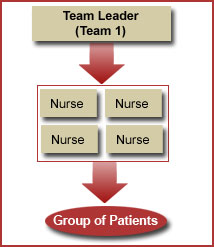 Team Leader
(Team 1)
Nurse Nurse
Nurse Nurse
Group of Patients